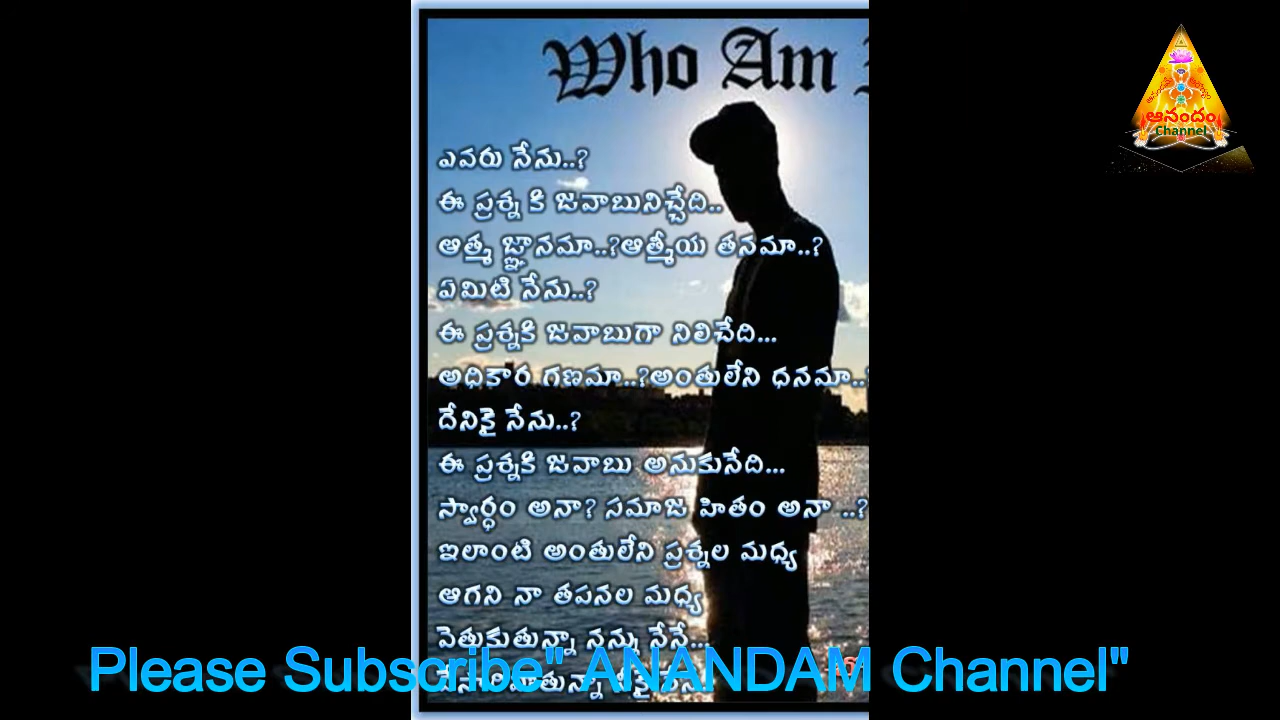 Who Am
ఎవరు నేను..?
ఈ ప్రశ్న కి జవాబునిచ్చేది..
ఆత్మ జ్ఞానమా..?ఆత్మీయ తనమా..?
ఏమిటి నేను..?
ఈ ప్రశ్నకి జవాబుగా నిలిచేది...
అధికార గణమా..?అంతులేని ధనమా..?
దేనికై నేను..?
ఈ ప్రశ్నకి జవాబు అనుకునేది...
స్వార్ధం అనా? సమాజ హితం అనా ..?
ఇలాంటి అంతులేని ప్రశ్నల మధ్య
ఆగని నా తపనల మధ్య
వెతుకుతున్నా నన్ను నేనే...
Please Subscribe" ANANDAM Channel"
ఆనందం
Channel